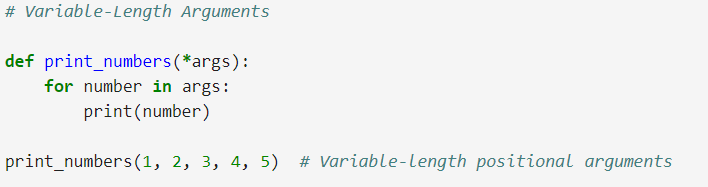 # Variable-Length Arguments
def print_numbers(*args):
    for number in args:
        print(number)
print_numbers(1, 2, 3, 4, 5)  # Variable-length positional arguments